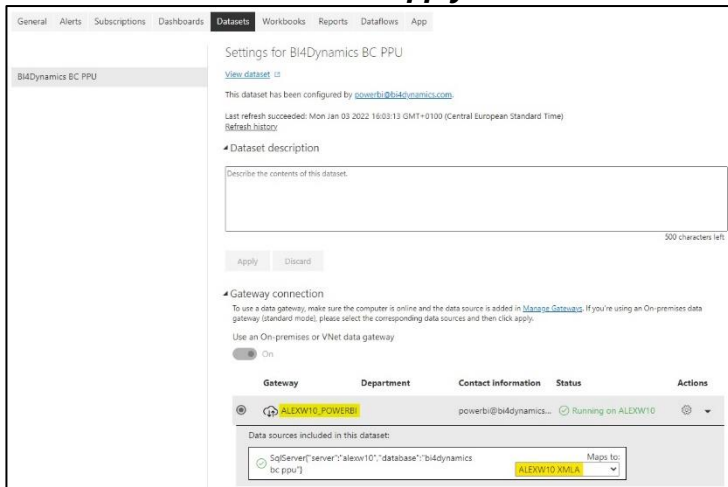 General Alerts Subscriptions Dashboards Datasets Workbooks Reports Dataflows App
Settings for BI4Dynamics BC PPU
BI4Dynamics BC PPU
View dataset
This dataset has been configured by powerbi@bi4dynamics.com.
Last refresh succeeded: Mon Jan 03 2022 16:03:13 GMT+0100 (Central European Standard Time)
Refresh history
Dataset description
Describe the contents of this dataset.
500 characters left
Apply Discard
Gateway connection
To use a data gateway, make sure the computer is online and the data source is added in Manage Gateways. If you're using an On-premises data
gateway (standard mode), please select the corresponding data sources and then click apply.
Use an On-premises or VNet data gateway
On
Gateway Department Contact information Status Actions
ALEXW10_POWERBI powerbi@bi4dynamics... Running on ALEXW10
Data sources included in this dataset:
SqlServer{"server":"alexw10","database":"bi4dynamics
bc ppu"}
Maps to:
ALEXW10 XMLA